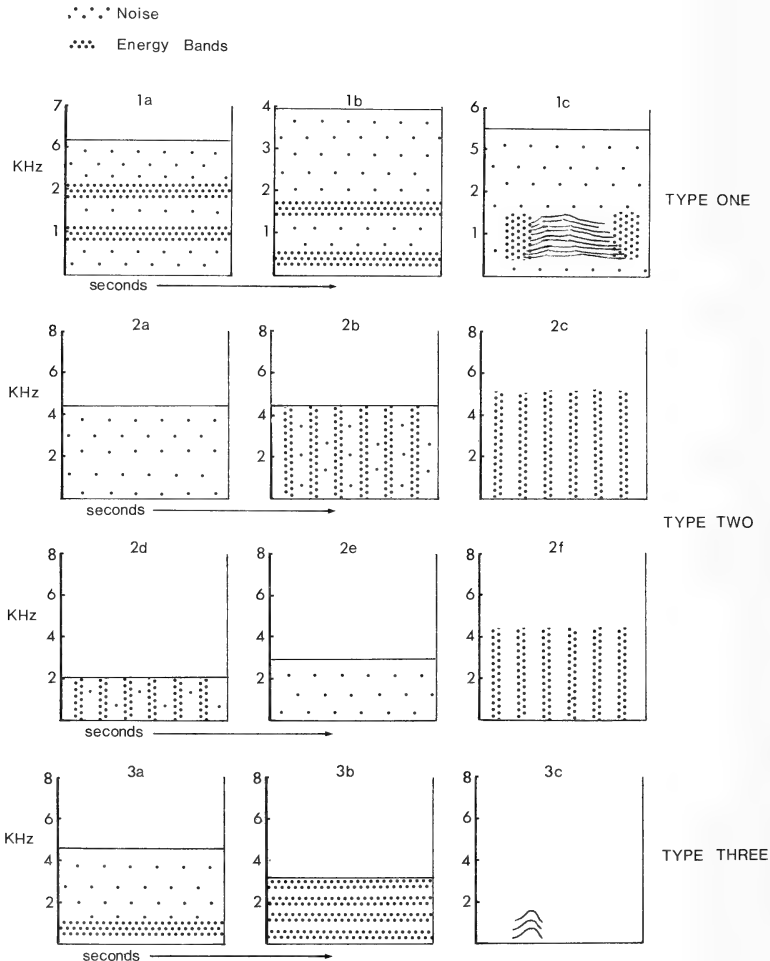 Noise
Energy Bands
1a 1b 1c
7 4 6
6 3 5
KHz
2 2 2
TYPE ONE
1 1 1
seconds
2a 2b 2c
8 8 8
6 6 6
KHz
4 4 4
2 2 2
seconds
TYPE TWO
2d 2e 2f
8 8 8
6 6 6
KHz
4 4 4
2 2 2
seconds
3a 3b 3c
8 8 8
6 6 6
KHz
4 4 4
TYPE THREE
2 2 2
seconds